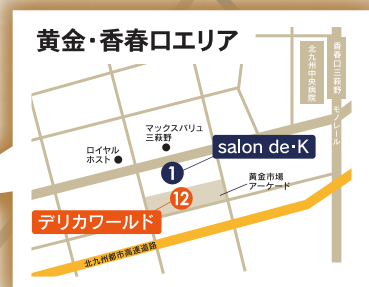 黄金・香春口エリア
北九州中央病院
香春口三萩野
モノレール
マックスバリュ
三萩野
ロイヤル
ホスト
salon de・K
1
黄金市場
アーケード
12
デリカワールド
北九州都市高速道路